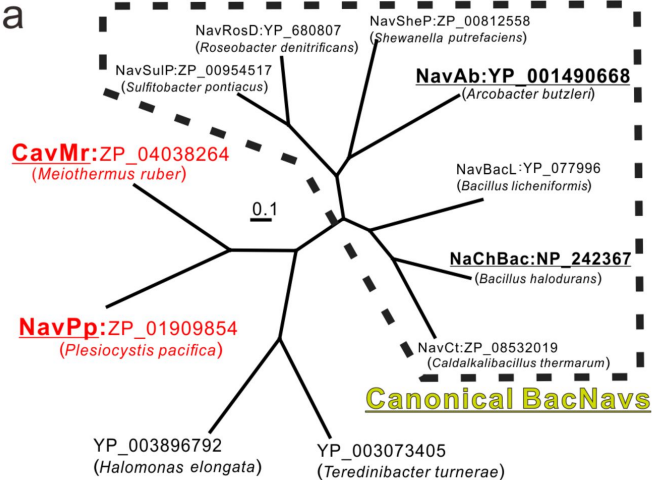 a
NavRosD:YP_680807
(Roseobacter denitrificans)
NavSheP:ZP_00812558
(Shewanella putrefaciens)
NavSulP:ZP_00954517
(Sulfitobacter pontiacus)
NavAb:YP_001490668
(Arcobacter butzleri)
CavMr:ZP_04038264
(Meiothermus ruber)
NavBacL:YP_077996
(Bacillus licheniformis)
0.1
NaChBac:NP_242367
(Bacillus halodurans)
NavPp:ZP_01909854
(Plesiocystis pacifica)
NavCt:ZP_08532019
(Caldalkalibacillus thermarum)
Canonical BacNavs
YP_003896792
(Halomonas elongata)
YP_003073405
(Teredinibacter turnerae)